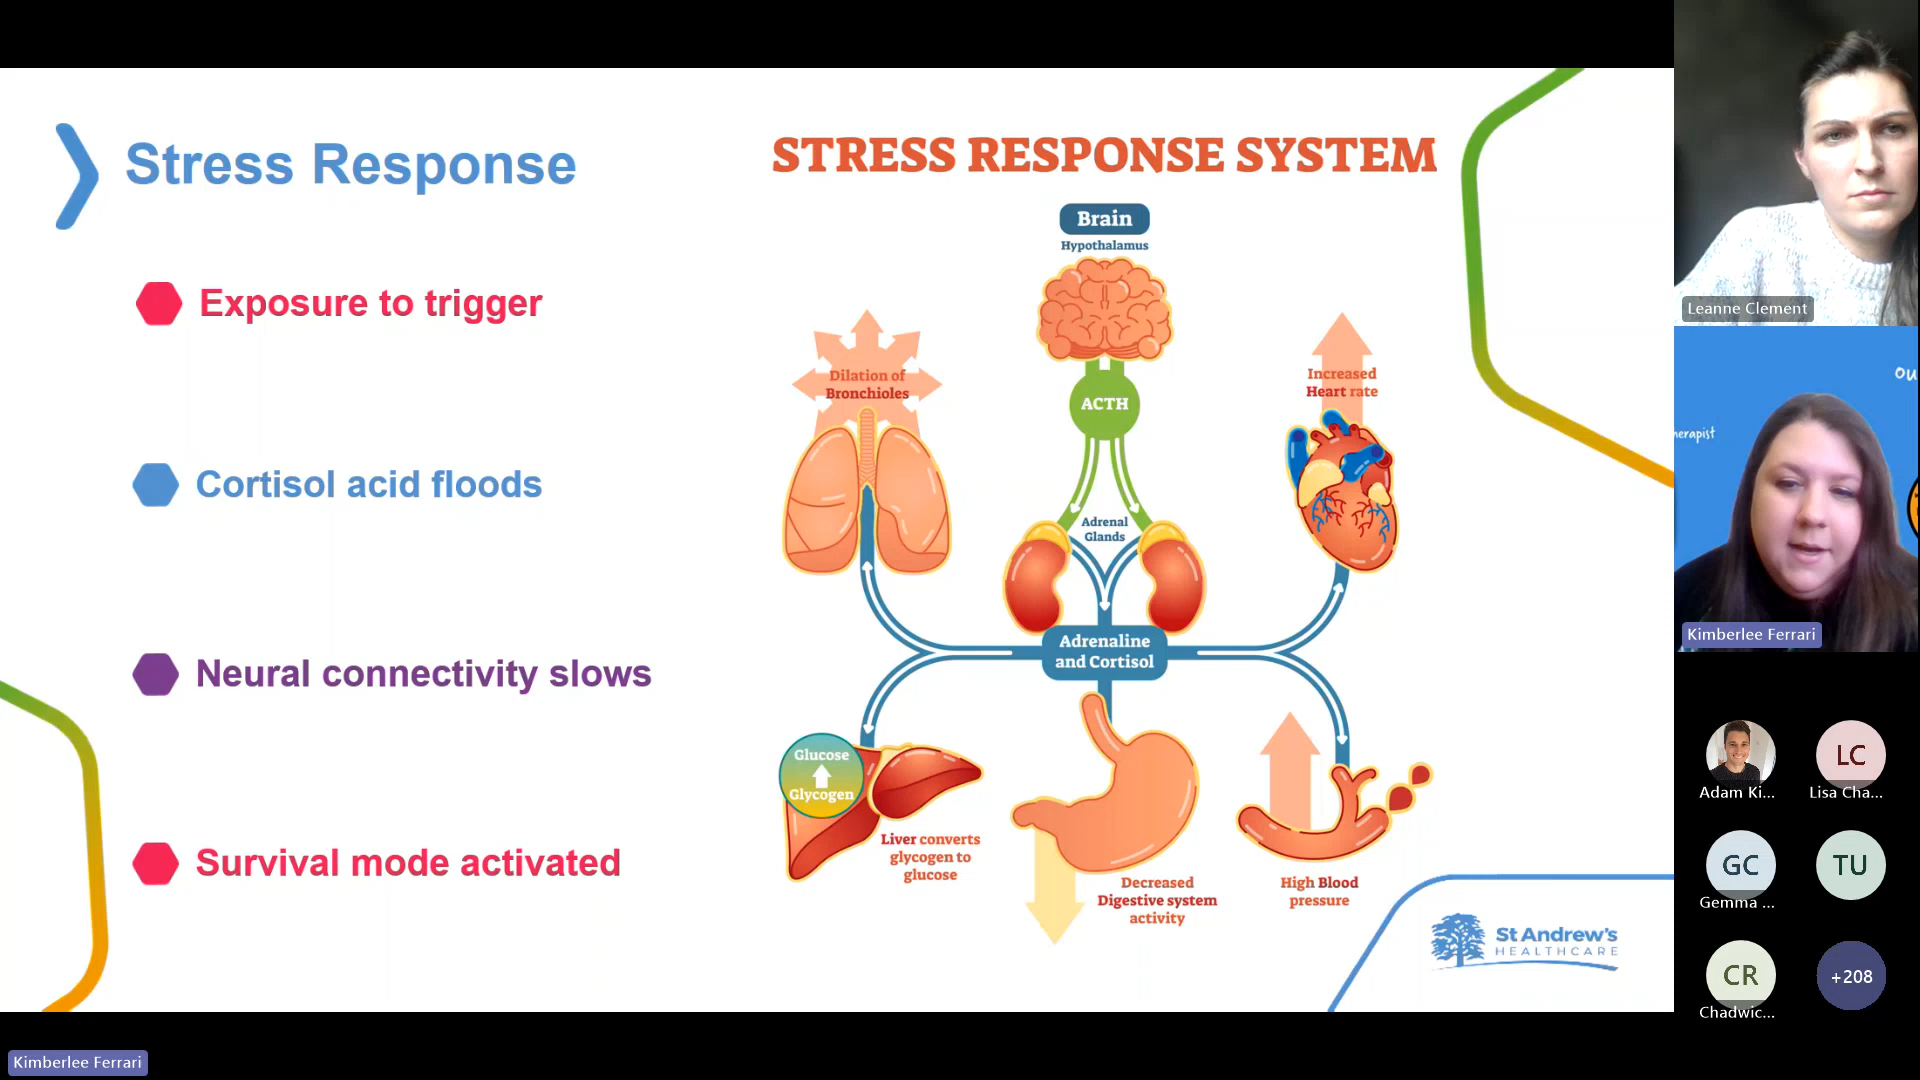 Stress Response
Exposure to trigger
Cortisol acid floods
Neural connectivity slows
Survival mode activated
STRESS RESPONSE SYSTEM
Brain
Hypothalamus
Dilation of
Bronchioles
ACTH
Increased
Heart rate
Adrenal
Glands
Adrenaline
and Cortisol
Glucose
Glycogen
Liver converts
glycogen to
glucose
Decreased
Digestive system
activity
High Blood
pressure
St Andrew's
HEALTHCARE
Leanne Clement
ou
herapist
Kimberlee Ferrari
Adam Ki...
LC
Lisa Cha...
GC
Gemma ...
TU
CR
Chadwic...
+208
Kimberlee Ferrari